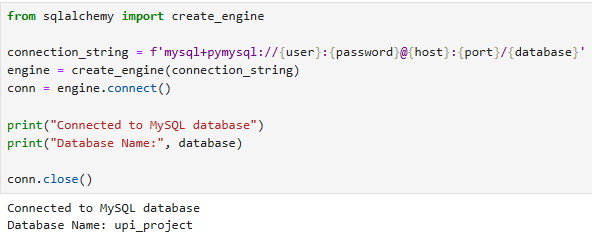 from sqlalchemy import create_engine
connection_string = f'mysql+pymysql://{user}:{password}@{host}:{port}/{database}'
engine = create_engine(connection_string)
conn = engine.connect()
print("Connected to MySQL database")
print("Database Name:", database)
conn.close()
Connected to MySQL database
Database Name: upi_project